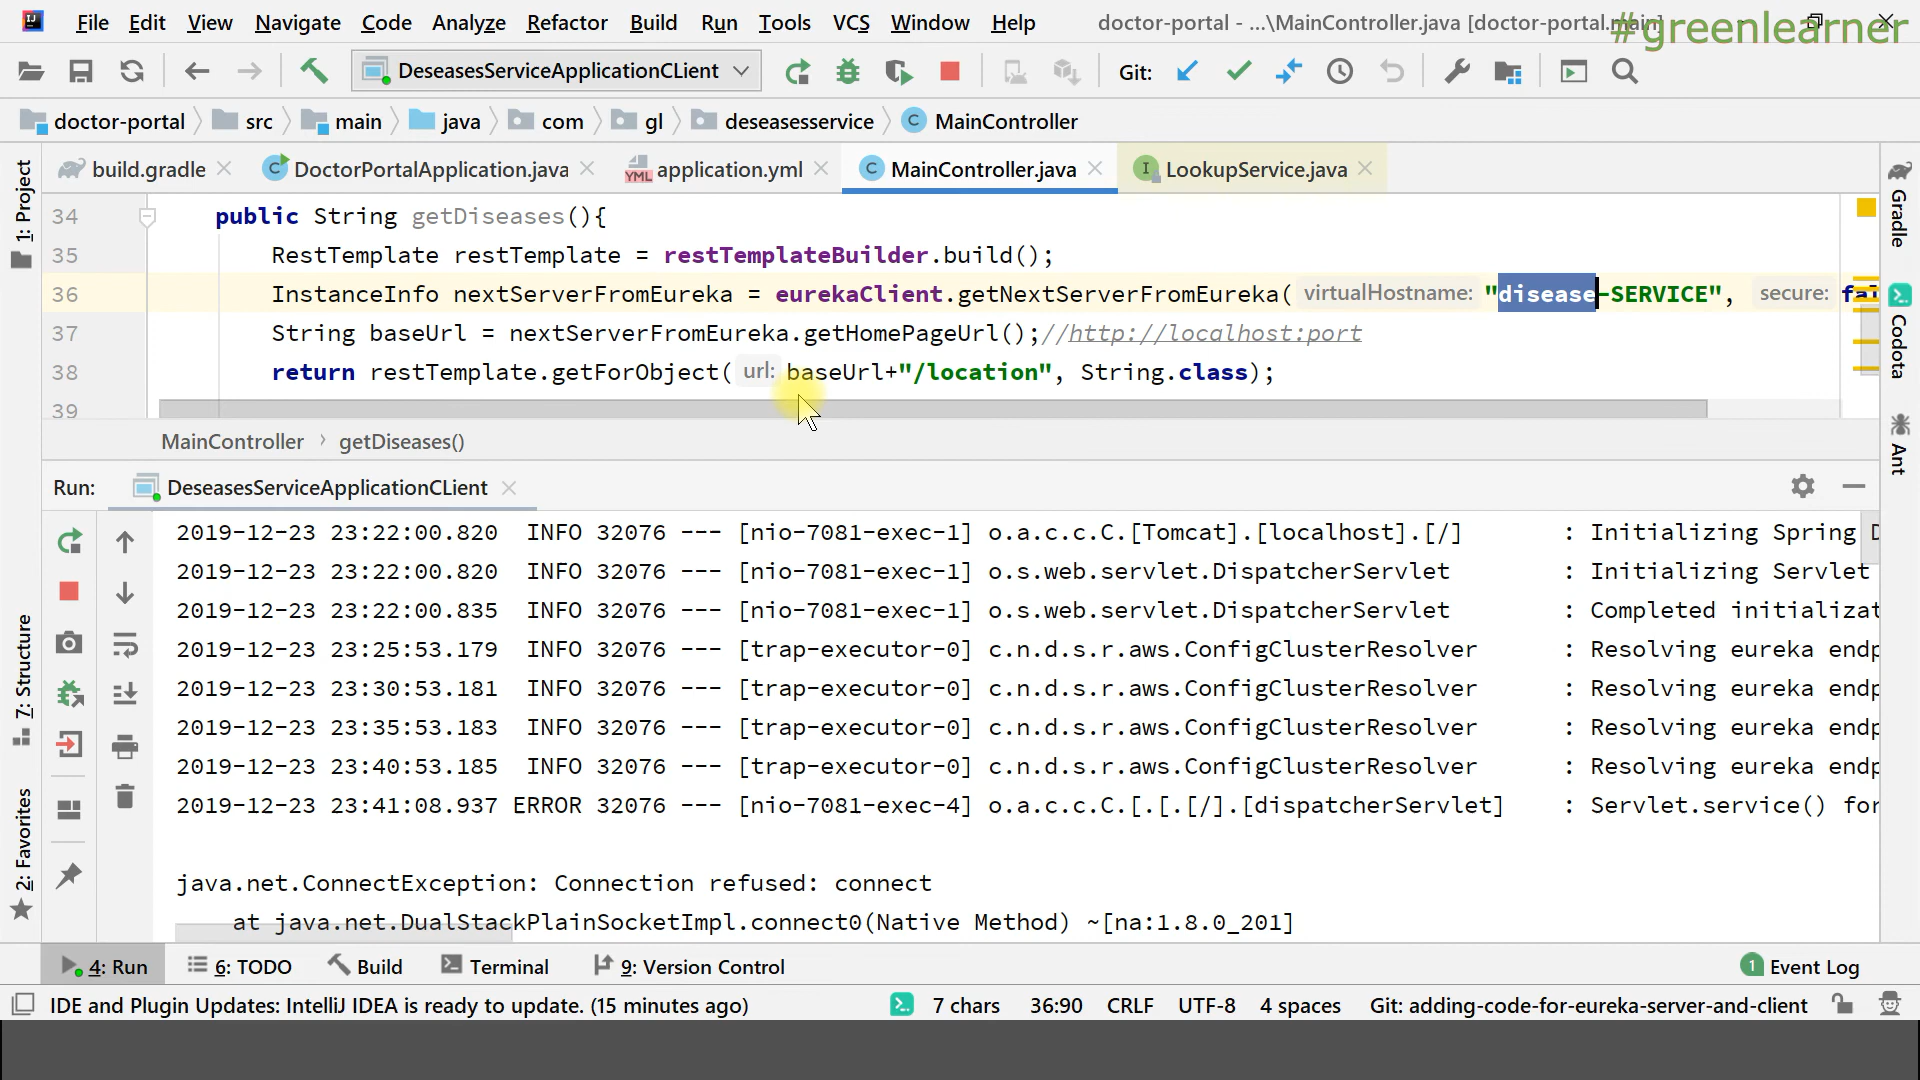 File Edit View Navigate Code Analyze Refactor Build Run Tools VCS Window Help doctor-portal - ...\MainController.java [doctor-portal.main]
#greenlearner
DeseasesServiceApplicationCLient Git:
doctor-portal src main java com gl deseasesservice MainController
build.gradle DoctorPortalApplication.java application.yml MainController.java LookupService.java
1: Project
7: Structure
2: Favorites
Gradle
Codota
Ant
34 public String getDiseases(){
35 RestTemplate restTemplate = restTemplateBuilder.build();
36 InstanceInfo nextServerFromEureka = eurekaClient.getNextServerFromEureka( virtualHostname: "disease-SERVICE", secure:
37 String baseUrl = nextServerFromEureka.getHomePageUrl();//http://localhost:port
38 return restTemplate.getForObject( url: baseUrl+"/location", String.class);
39
MainController › getDiseases()
Run: DeseasesServiceApplicationCLient
2019-12-23 23:22:00.820 INFO 32076 --- [nio-7081-exec-1] o.a.c.c.C.[Tomcat].[localhost].[/] : Initializing Spring D
2019-12-23 23:22:00.820 INFO 32076 --- [nio-7081-exec-1] o.s.web.servlet.DispatcherServlet : Initializing Servlet
2019-12-23 23:22:00.835 INFO 32076 --- [nio-7081-exec-1] o.s.web.servlet.DispatcherServlet : Completed initializat
2019-12-23 23:25:53.179 INFO 32076 --- [trap-executor-0] c.n.d.s.r.aws.ConfigClusterResolver : Resolving eureka endp
2019-12-23 23:30:53.181 INFO 32076 --- [trap-executor-0] c.n.d.s.r.aws.ConfigClusterResolver : Resolving eureka endp
2019-12-23 23:35:53.183 INFO 32076 --- [trap-executor-0] c.n.d.s.r.aws.ConfigClusterResolver : Resolving eureka endp
2019-12-23 23:40:53.185 INFO 32076 --- [trap-executor-0] c.n.d.s.r.aws.ConfigClusterResolver : Resolving eureka endp
2019-12-23 23:41:08.937 ERROR 32076 --- [nio-7081-exec-4] o.a.c.c.C.[.[.[/].[dispatcherServlet] : Servlet.service() for
java.net.ConnectException: Connection refused: connect
at java.net.DualStackPlainSocketImpl.connect0(Native Method) ~[na:1.8.0_201]
4: Run 6: TODO Build Terminal 9: Version Control 1 Event Log
IDE and Plugin Updates: IntelliJ IDEA is ready to update. (15 minutes ago) 7 chars 36:90 CRLF UTF-8 4 spaces Git: adding-code-for-eureka-server-and-client